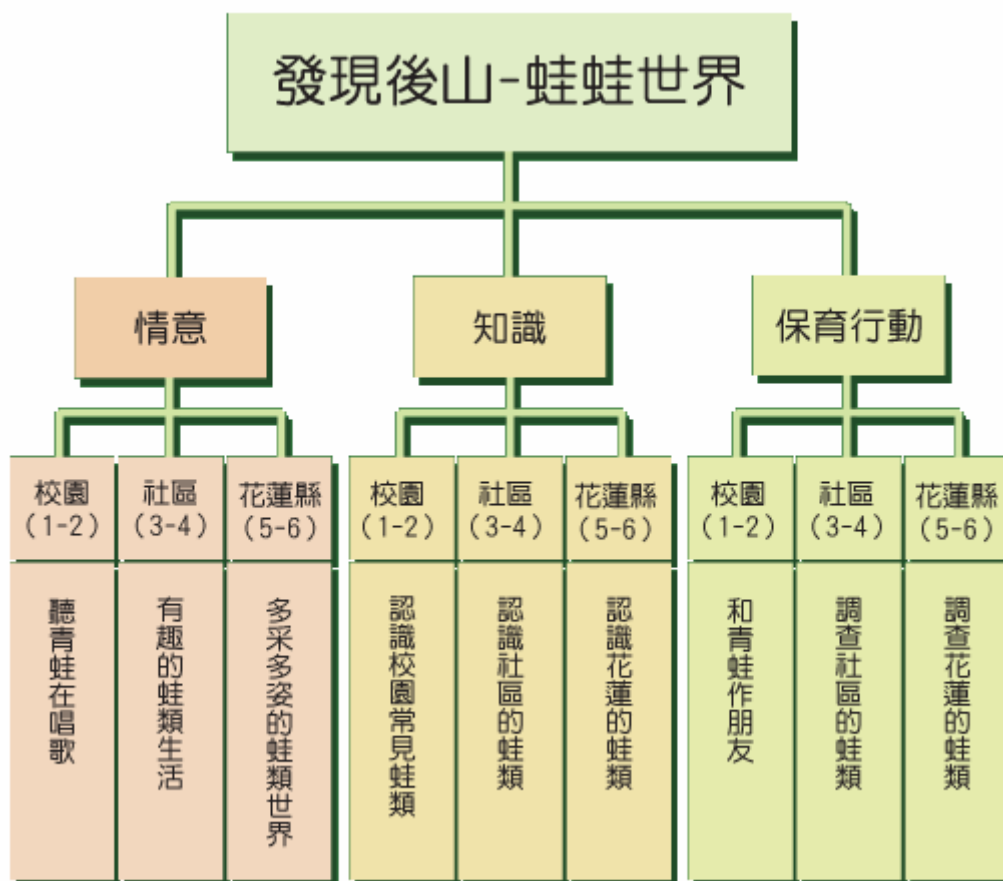 發現後山-蛙蛙世界
情意
知識
保育行動
校園
(1-2)
社區
(3-4)
花蓮縣
(5-6)
校園
(1-2)
社區
(3-4)
花蓮縣
(5-6)
校園
(1-2)
社區
(3-4)
花蓮縣
(5-6)
聽青蛙在唱歌
有趣的蛙類生活
多采多姿的蛙類世界
認識校園常見蛙類
認識社區的蛙類
認識花蓮的蛙類
和青蛙作朋友
調查社區的蛙類
調查花蓮的蛙類